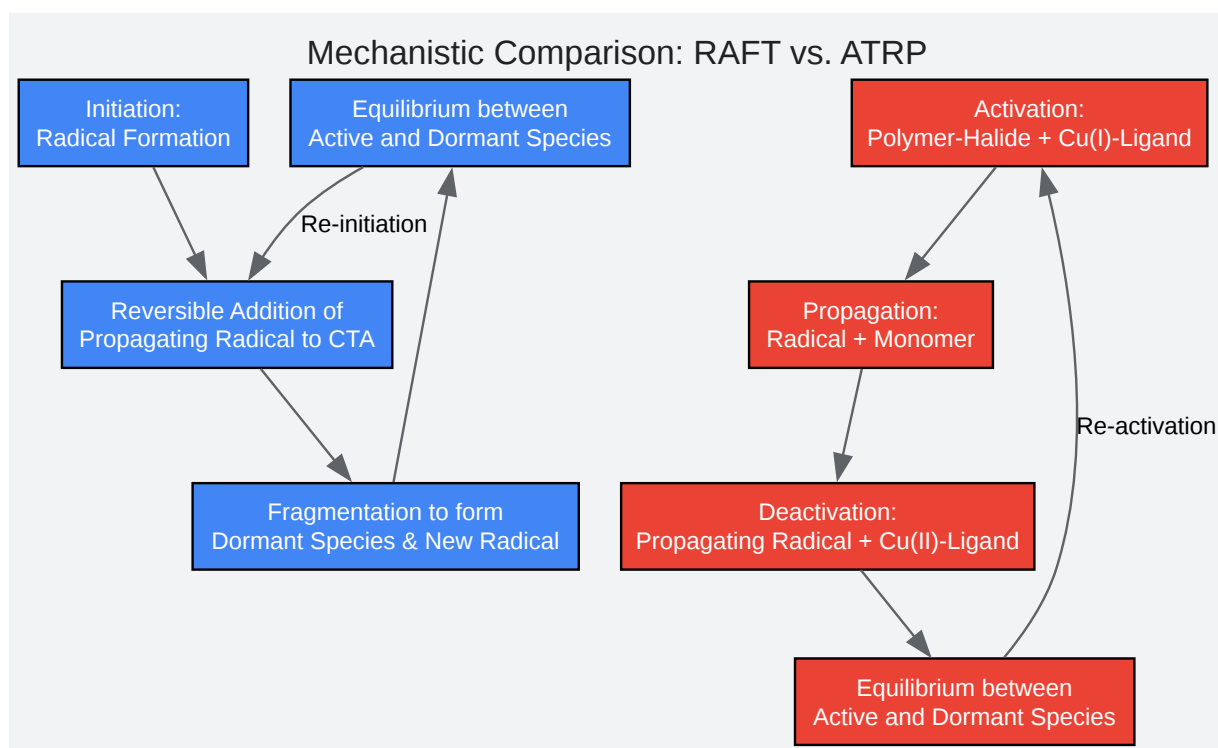 Mechanistic Comparison: RAFT vs. ATRP
Initiation:
Radical Formation
Equilibrium between
Active and Dormant Species
Re-initiation
Reversible Addition of
Propagating Radical to CTA
Fragmentation to form
Dormant Species & New Radical
Activation:
Polymer-Halide + Cu(I)-Ligand
Propagation:
Radical + Monomer
Re-activation
Deactivation:
Propagating Radical + Cu(II)-Ligand
Equilibrium between
Active and Dormant Species